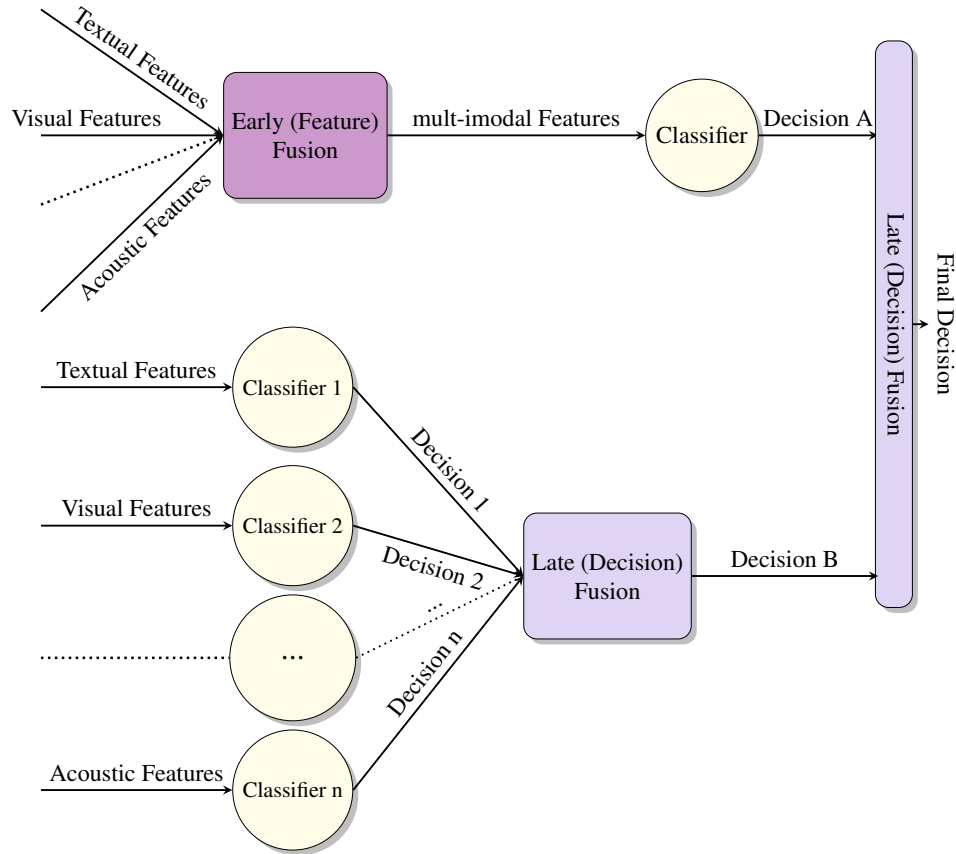 Textual Features
Visual Features
Acoustic Features
Early (Feature)
Fusion
mult-imodal Features
Classifier
Decision A
Late (Decision) Fusion
Final Decision
Textual Features
Classifier 1
Decision 1
Visual Features
Classifier 2
Decision 2
...
...
Decision n
Acoustic Features
Classifier n
Late (Decision)
Fusion
Decision B